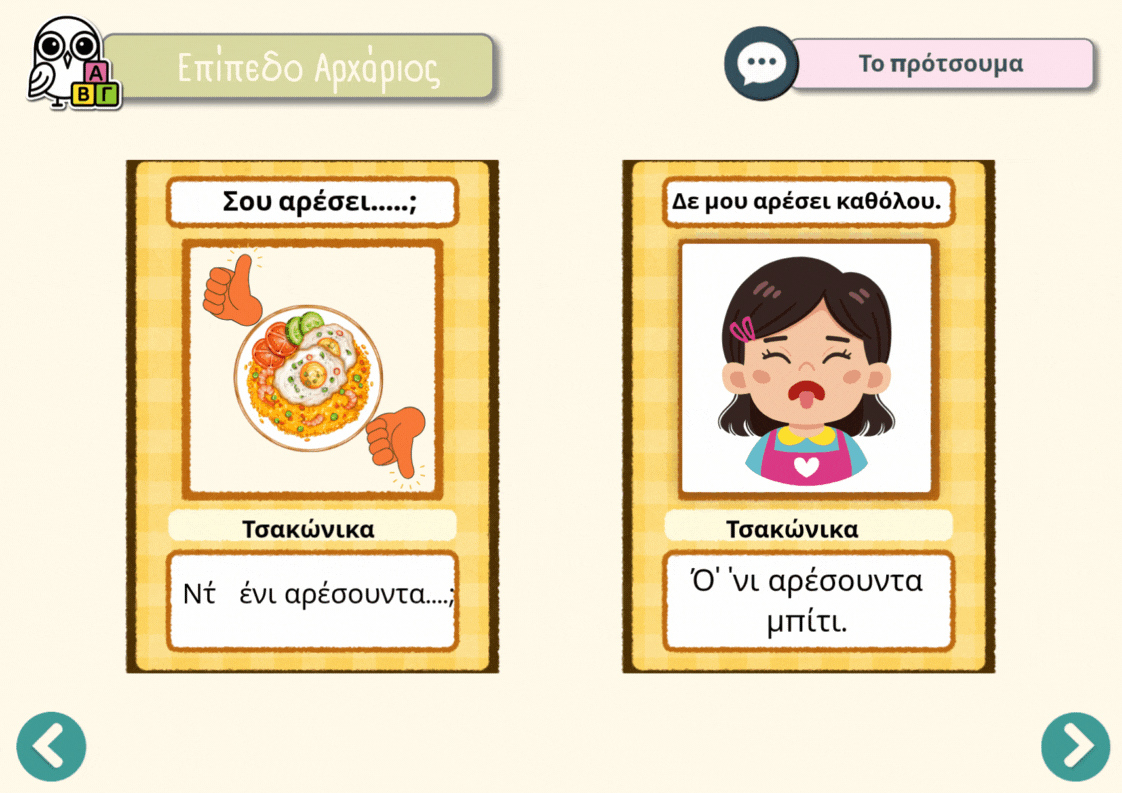 Επίπεδο Αρχάριος
Α
Β Γ
Το πρότσουμα
Σου αρέσει.....;
Τσακώνικα
Ντ́ ένι αρέσουντα....;
Δε μου αρέσει καθόλου.
Τσακώνικα
Ό' 'νι αρέσουντα
μπίτι.